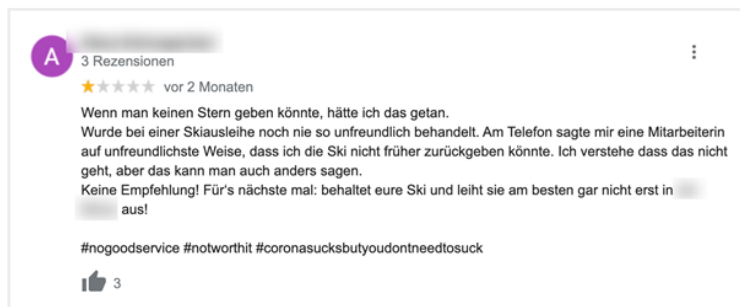 A
3 Rezensionen
vor 2 Monaten
Wenn man keinen Stern geben könnte, hätte ich das getan.
Wurde bei einer Skiausleihe noch nie so unfreundlich behandelt. Am Telefon sagte mir eine Mitarbeiterin
auf unfreundlichste Weise, dass ich die Ski nicht früher zurückgeben könnte. Ich verstehe dass das nicht
geht, aber das kann man auch anders sagen.
Keine Empfehlung! Für's nächste mal: behaltet eure Ski und leiht sie am besten gar nicht erst in
aus!
#nogoodservice #notworthit #coronasucksbutyoudontneedtosuck
3